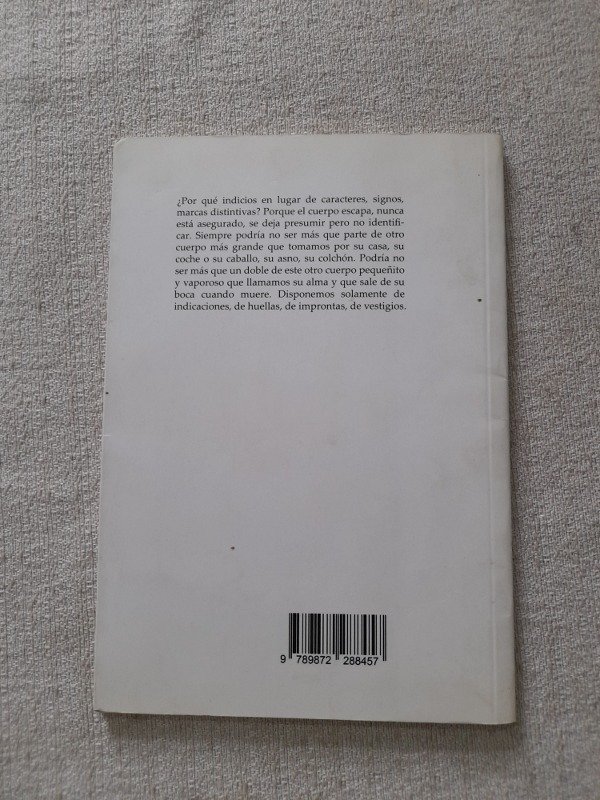 ¿Por qué indicios en lugar de caracteres, signos,
marcas distintivas? Porque el cuerpo escapa, nunca
está asegurado, se deja presumir pero no identifi-
car. Siempre podría no ser más que parte de otro
cuerpo más grande que tomamos por su casa, su
coche o su caballo, su asno, su colchón. Podría no
ser más que un doble de este otro cuerpo pequeñito
y vaporoso que llamamos su alma y que sale de su
boca cuando muere. Disponemos solamente de
indicaciones, de huellas, de improntas, de vestigios.
9 789872 288457